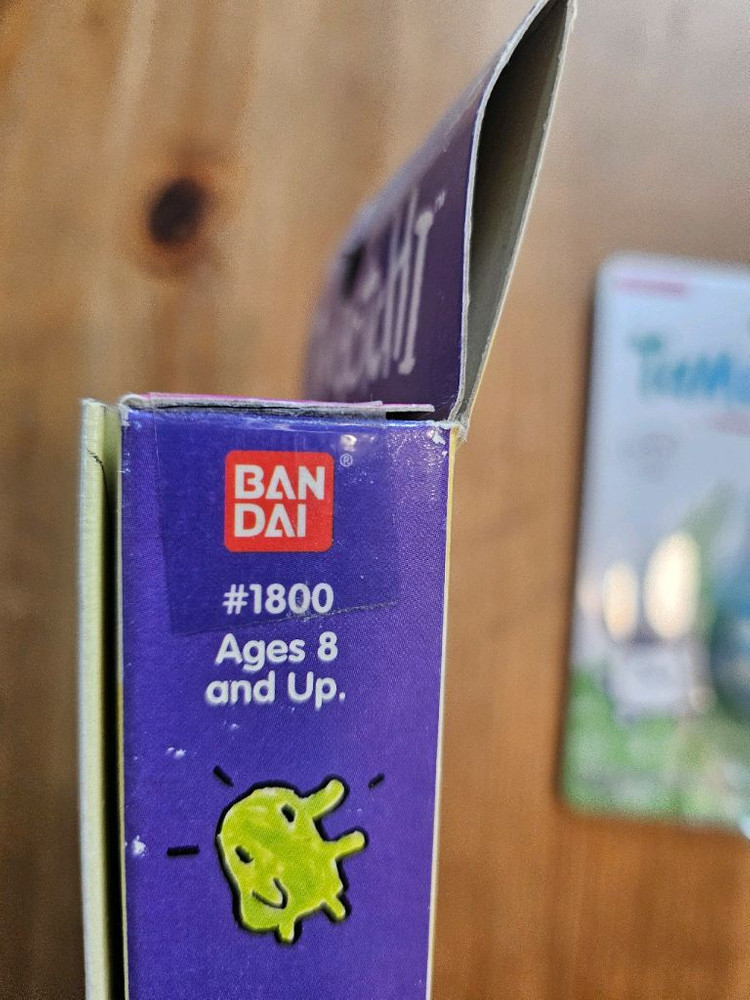 BAN
DAI
®
#1800
Ages 8
and Up.